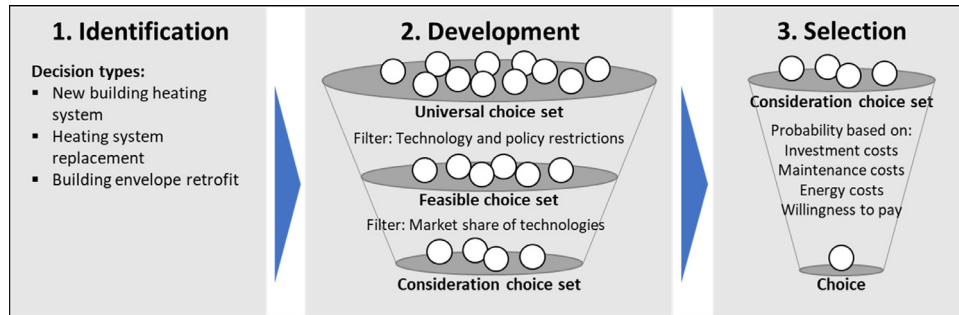 1. Identification
Decision types:
▪ New building heating
system
▪ Heating system
replacement
▪ Building envelope retrofit
2. Development
Universal choice set
Filter: Technology and policy restrictions
Feasible choice set
Filter: Market share of technologies
Consideration choice set
3. Selection
Consideration choice set
Probability based on:
Investment costs
Maintenance costs
Energy costs
Willingness to pay
Choice